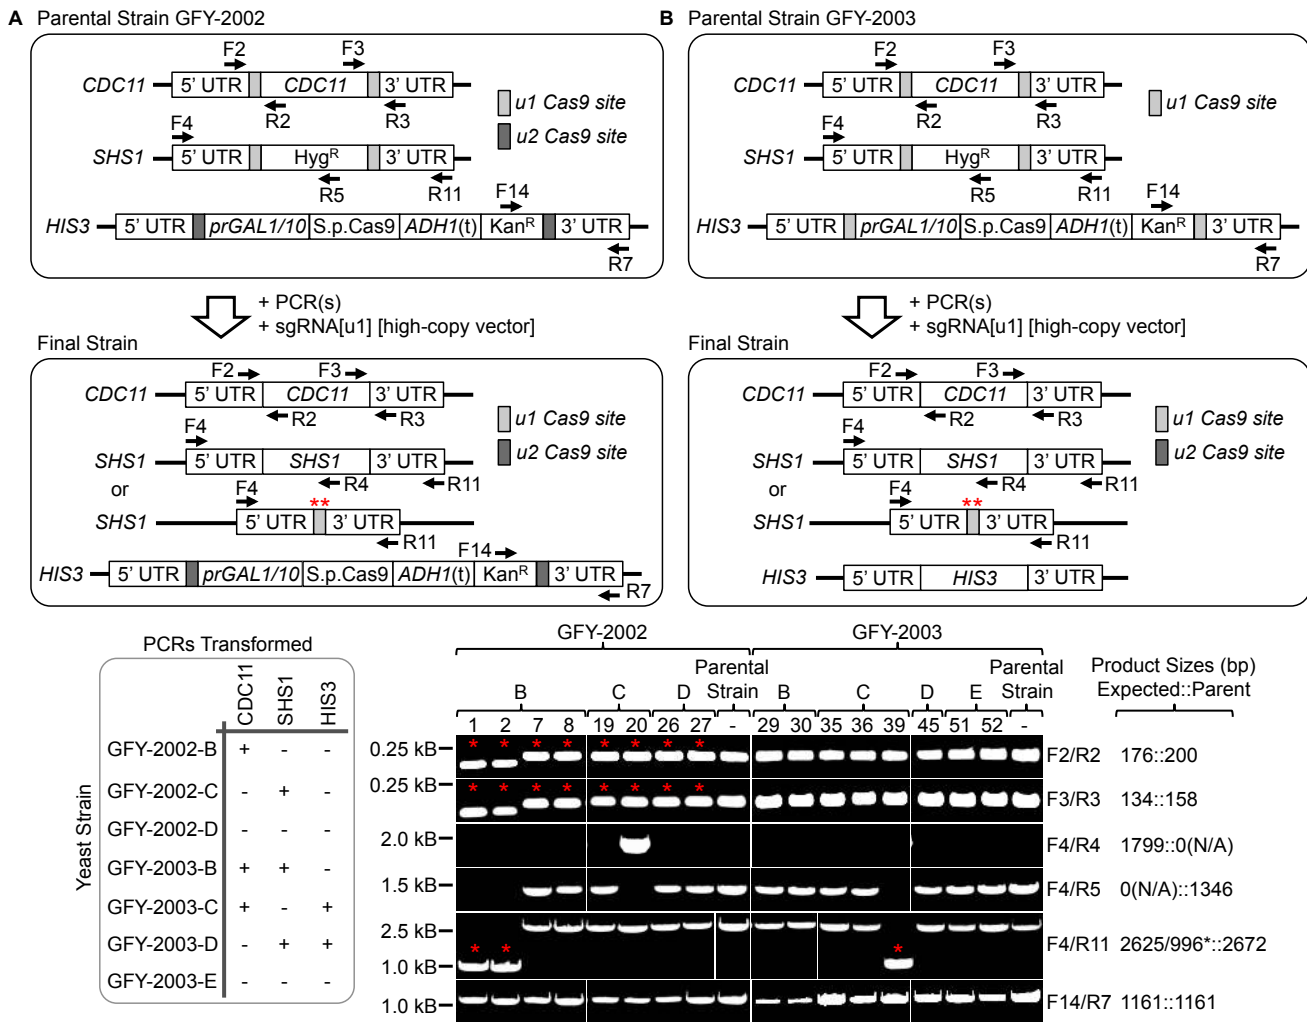 A Parental Strain GFY-2002
F2 F3
CDC11 5’ UTR CDC11 3’ UTR
R2 R3
F4
SHS1 5’ UTR Hyg^R 3’ UTR
R5 R11
F14
HIS3 5’ UTR prGAL1/10 S.p.Cas9 ADH1(t) Kan^R 3’ UTR
R7
u1 Cas9 site
u2 Cas9 site
+ PCR(s)
+ sgRNA[u1] [high-copy vector]
Final Strain
F2 F3
CDC11 5’ UTR CDC11 3’ UTR
R2 R3
F4
SHS1 5’ UTR SHS1 3’ UTR
R4 R11
or
F4 **
SHS1 5’ UTR 3’ UTR
R11
F14
HIS3 5’ UTR prGAL1/10 S.p.Cas9 ADH1(t) Kan^R 3’ UTR
R7
u1 Cas9 site
u2 Cas9 site
B Parental Strain GFY-2003
F2 F3
CDC11 5’ UTR CDC11 3’ UTR
R2 R3
F4
SHS1 5’ UTR Hyg^R 3’ UTR
R5 R11
F14
HIS3 5’ UTR prGAL1/10 S.p.Cas9 ADH1(t) Kan^R 3’ UTR
R7
u1 Cas9 site
+ PCR(s)
+ sgRNA[u1] [high-copy vector]
Final Strain
F2 F3
CDC11 5’ UTR CDC11 3’ UTR
R2 R3
F4
SHS1 5’ UTR SHS1 3’ UTR
R4 R11
or
F4 **
SHS1 5’ UTR 3’ UTR
R11
HIS3 5’ UTR HIS3 3’ UTR
u1 Cas9 site
u2 Cas9 site
PCRs Transformed
CDC11 SHS1 HIS3
Yeast Strain
GFY-2002-B + - -
GFY-2002-C - + -
GFY-2002-D - - -
GFY-2003-B + + -
GFY-2003-C + - +
GFY-2003-D - + +
GFY-2003-E - - -
GFY-2002 GFY-2003
B C D Parental Strain B C D E Parental Strain
1 2 7 8 19 20 26 27 - 29 30 35 36 39 45 51 52 -
Product Sizes (bp)
Expected::Parent
* * * * * * * *
0.25 kB F2/R2 176::200
* * * * * * * *
0.25 kB F3/R3 134::158
2.0 kB F4/R4 1799::0(N/A)
1.5 kB F4/R5 0(N/A)::1346
2.5 kB F4/R11 2625/996*::2672
* * *
1.0 kB
1.0 kB F14/R7 1161::1161